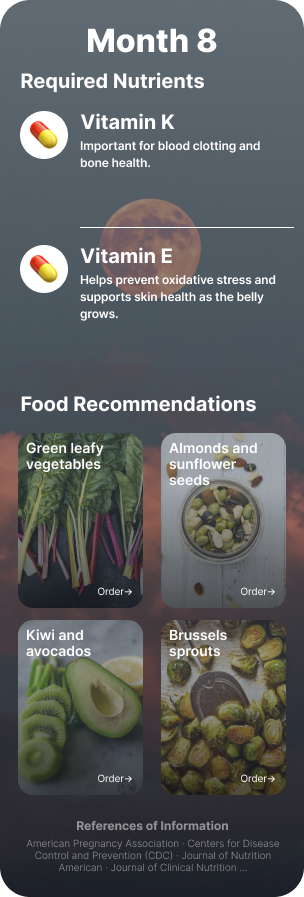 Month 8
Required Nutrients
Vitamin K
Important for blood clotting and
bone health.
Vitamin E
Helps prevent oxidative stress and
supports skin health as the belly
grows.
Food Recommendations
Green leafy
vegetables
Order→
Almonds and
sunflower
seeds
Order→
Kiwi and
avocados
Order→
Brussels
sprouts
Order→
References of Information
American Pregnancy Association · Centers for Disease
Control and Prevention (CDC) · Journal of Nutrition
American · Journal of Clinical Nutrition ...